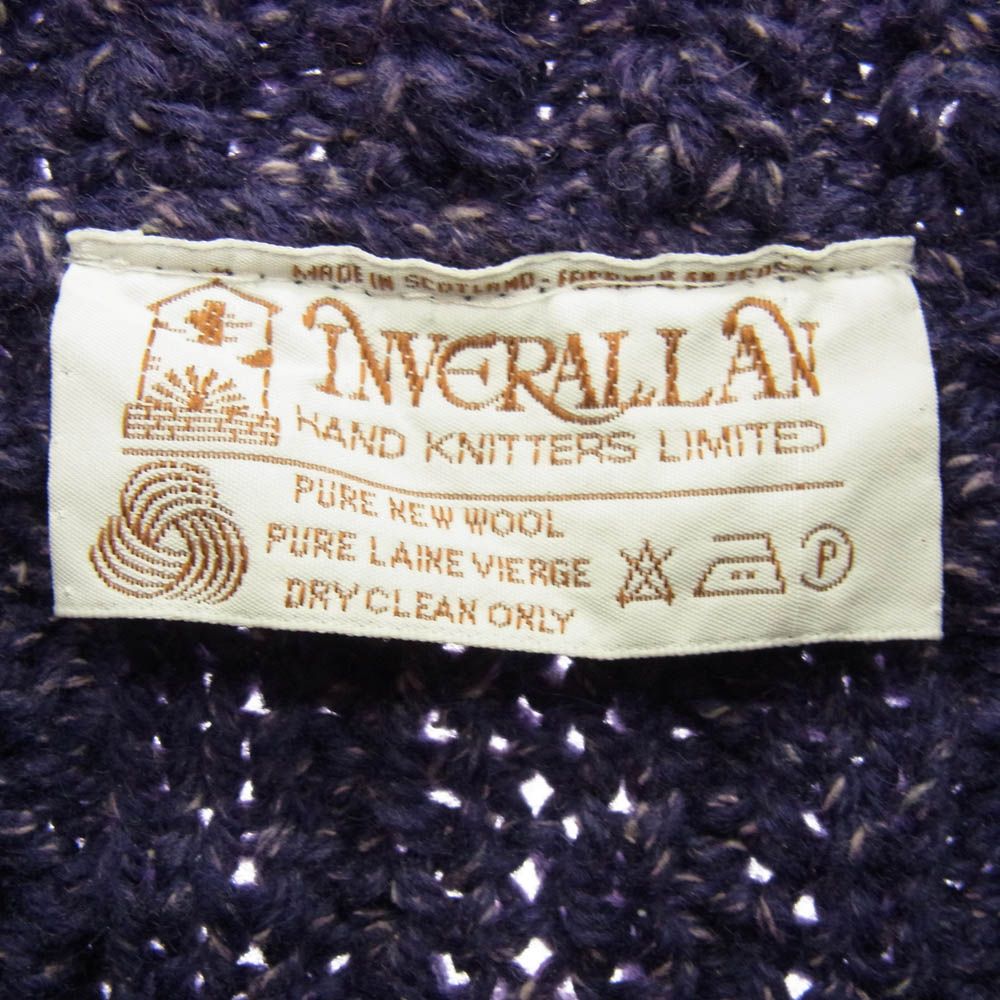 MADE IN SCOTLAND.
INVERALLAN
HAND KNITTERS LIMITED
PURE NEW WOOL
PURE LAINE VIERGE
DRY CLEAN ONLY
P